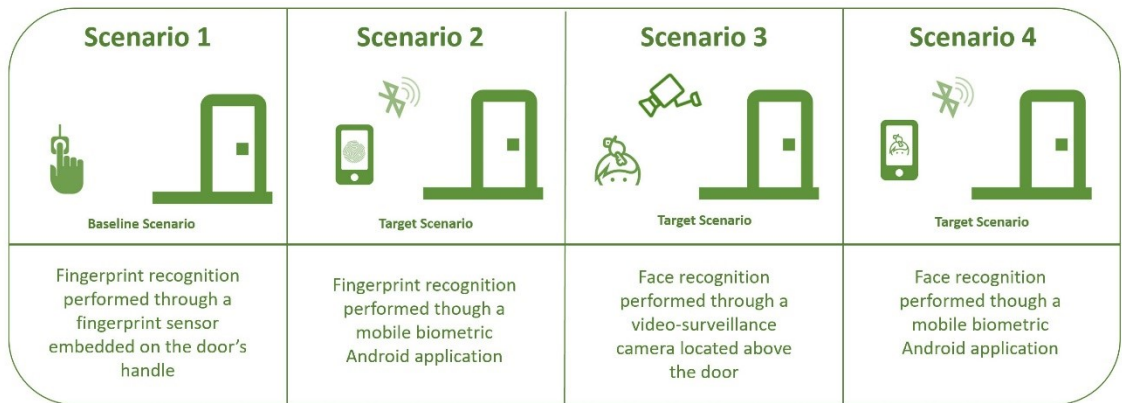 Scenario 1
Baseline Scenario
Fingerprint recognition
performed through a
fingerprint sensor
embedded on the door's
handle
Scenario 2
Target Scenario
Fingerprint recognition
performed though a
mobile biometric
Android application
Scenario 3
Target Scenario
Face recognition
performed through a
video-surveillance
camera located above
the door
Scenario 4
Target Scenario
Face recognition
performed though a
mobile biometric
Android application